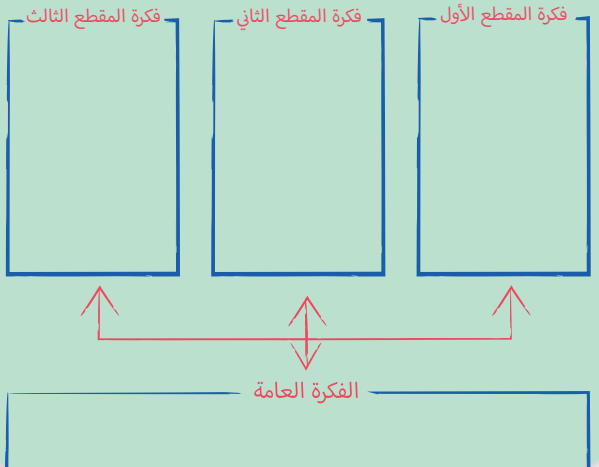 فكرة المقطع الأول
فكرة المقطع الثاني
فكرة المقطع الثالث
الفكرة العامة